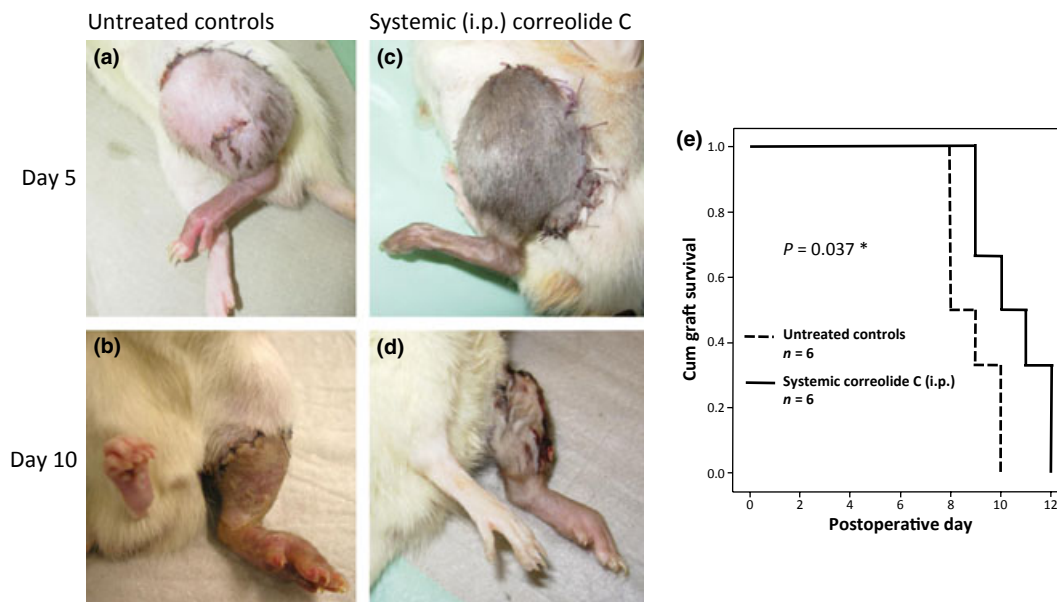 Untreated controls
Systemic (i.p.) correolide C
(a)
(c)
Day 5
(b)
(d)
Day 10
(e)
1.0
0.8
0.6
0.4
0.2
0.0
Cum graft survival
P = 0.037 *
Untreated controls
n = 6
Systemic correolide C (i.p.)
n = 6
0 2 4 6 8 10 12
Postoperative day